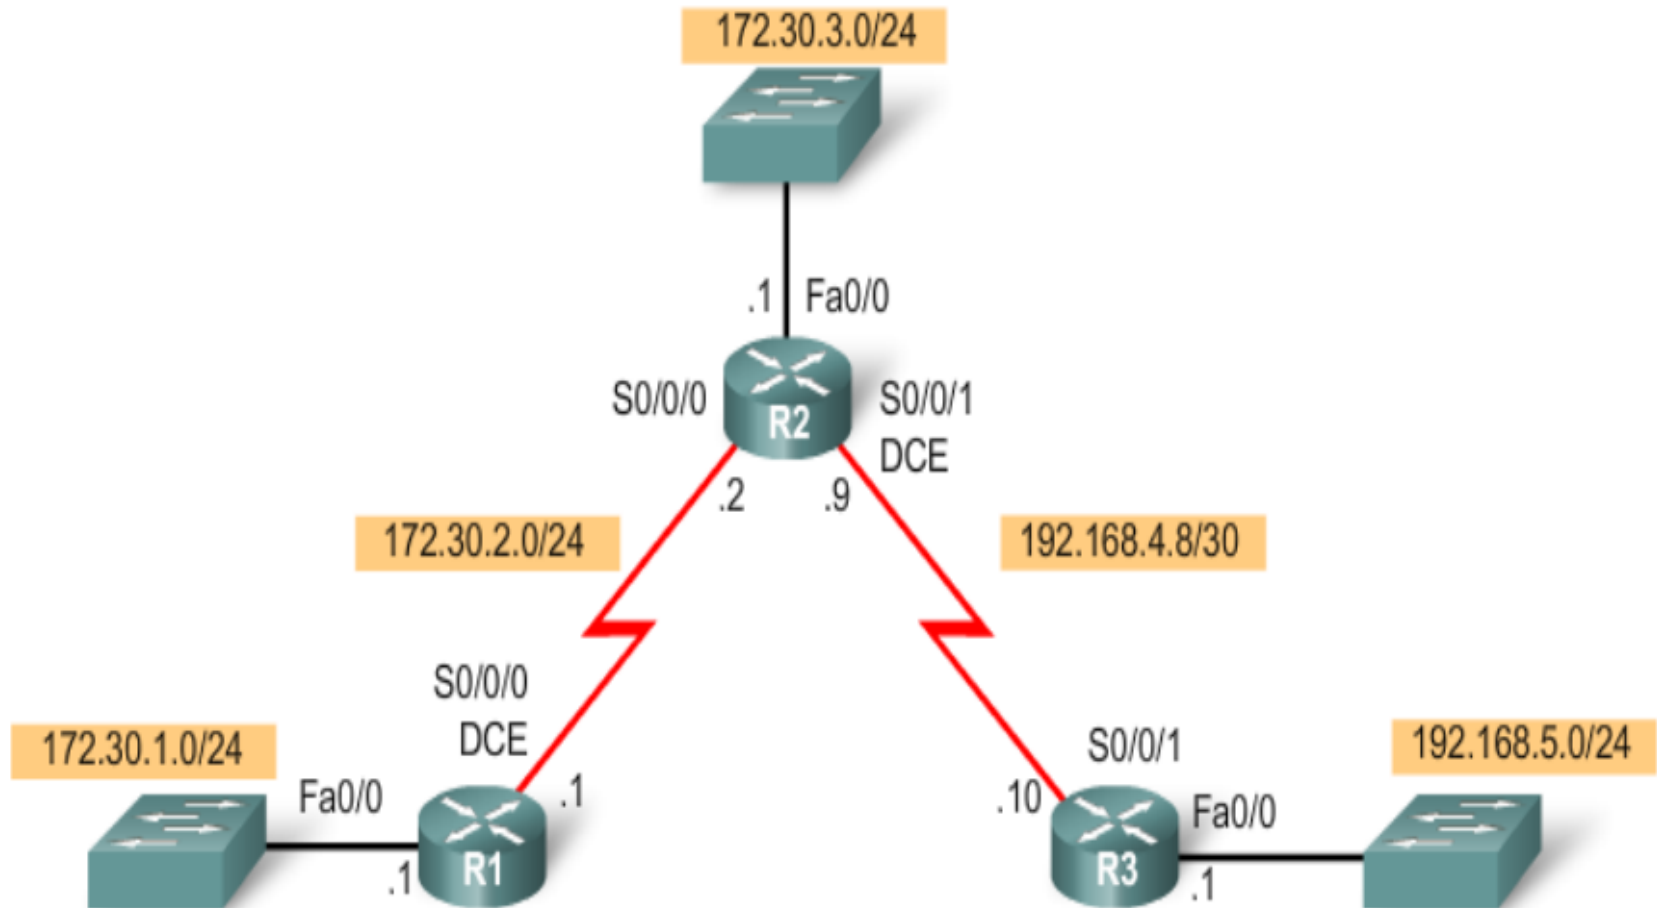 172.30.3.0/24
.1 Fa0/0
S0/0/0
R2
S0/0/1
DCE
.2
.9
172.30.2.0/24
192.168.4.8/30
S0/0/0
DCE
172.30.1.0/24
Fa0/0
.1
.1
R1
S0/0/1
192.168.5.0/24
.10
Fa0/0
R3
.1